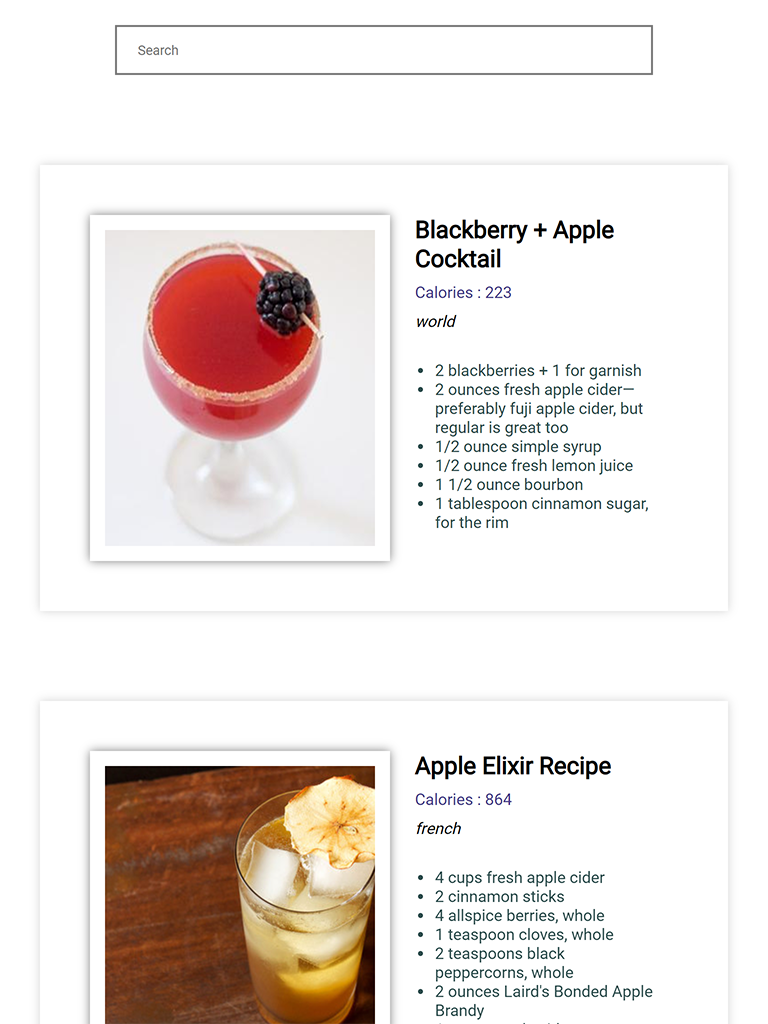 Search
Blackberry + Apple
Cocktail
Calories : 223
world
2 blackberries + 1 for garnish
2 ounces fresh apple cider—
preferably fuji apple cider, but
regular is great too
1/2 ounce simple syrup
1/2 ounce fresh lemon juice
1 1/2 ounce bourbon
1 tablespoon cinnamon sugar,
for the rim
Apple Elixir Recipe
Calories : 864
french
4 cups fresh apple cider
2 cinnamon sticks
4 allspice berries, whole
1 teaspoon cloves, whole
2 teaspoons black
peppercorns, whole
2 ounces Laird's Bonded Apple
Brandy